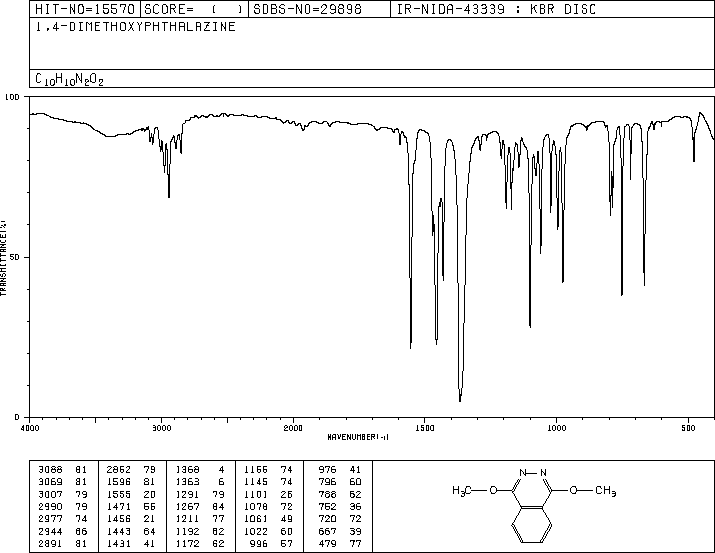 HIT-NO=15570 SCORE= ( ) SDBS-NO=29898 IR-NIDA-43339 : KBR DISC
1,4-DIMETHOXYPHTHALAZINE
C10H10N2O2
100
50
0
TRANSMITTANCE(%)
4000 3000 2000 1500 1000 500
WAVENUMBER(-1)
3088 81 2852 79 1368 4 1155 74 976 41
3069 81 1596 81 1363 6 1145 74 796 60
3007 79 1555 20 1291 79 1101 26 788 62
2990 79 1471 55 1267 84 1078 72 752 36
2977 74 1456 21 1211 77 1061 49 720 72
2944 66 1443 64 1192 62 1022 60 667 39
2891 81 1431 41 1172 62 996 57 479 77
N N
H3C O O CH3